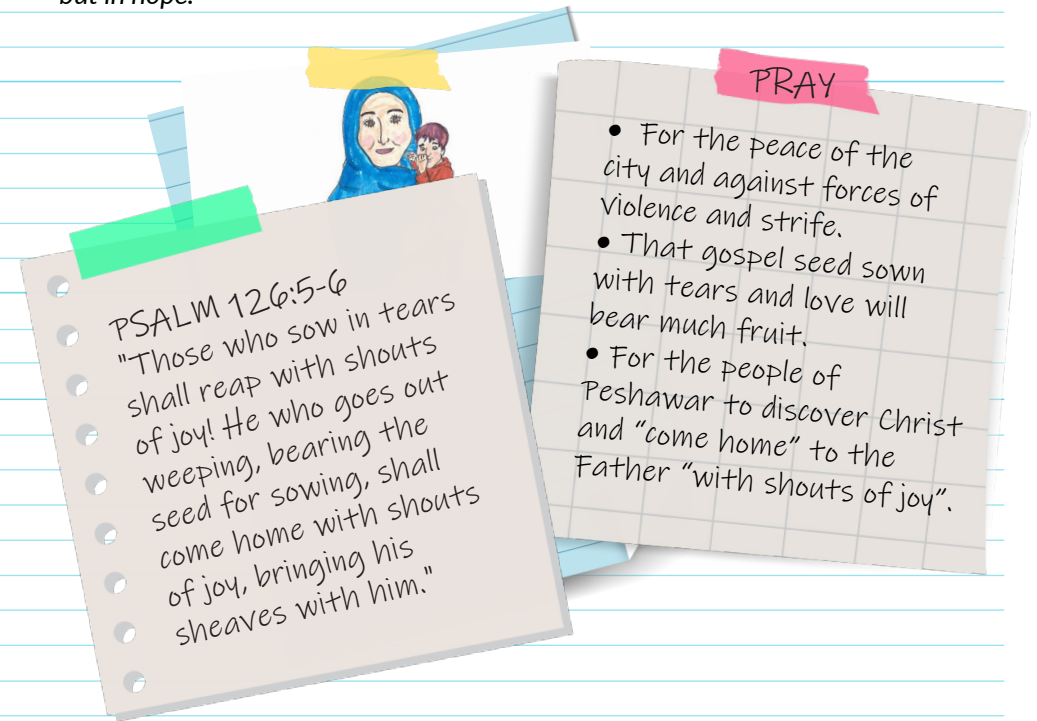 but in hope.
PSALM 126:5-6
"Those who sow in tears
shall reap with shouts
of joy! He who goes out
weeping, bearing the
seed for sowing, shall
come home with shouts
of joy, bringing his
sheaves with him."
PRAY
• For the peace of the
city and against forces of
violence and strife.
• That gospel seed sown
with tears and love will
bear much fruit.
• For the people of
Peshawar to discover Christ
and “come home” to the
Father “with shouts of joy”.